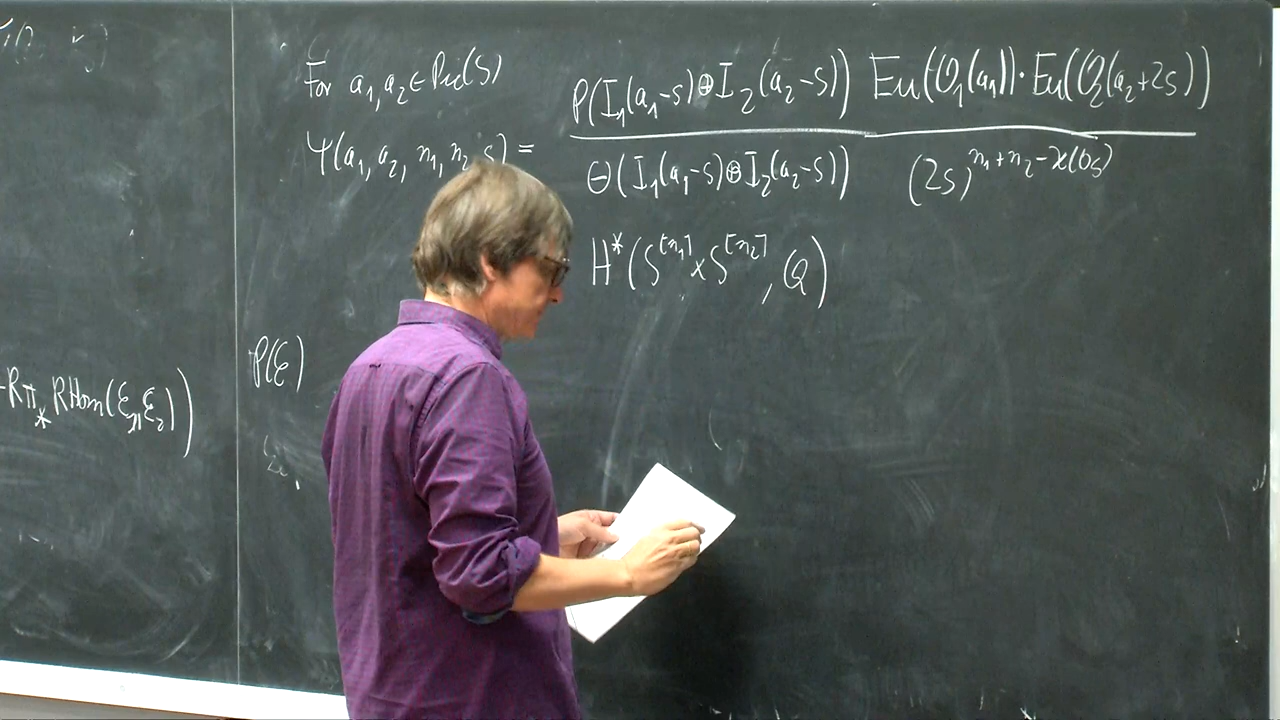 For a₁, a₂ ∈ Pic(S)
Ψ(a₁, a₂, n₁, n₂, s) = P(I₁(a₁-s)⊕I₂(a₂-s)) Eu(O₁(a₁))·Eu(O₂(a₂+2s))
Θ(I₁(a₁-s)⊕I₂(a₂-s)) (2s)^{n₁+n₂-χ(O_S)}
H*(S^{[n₁]}×S^{[n₂]}, Q)
P(ℰ)
-Rπ_* RHom(ℰ₁,ℰ₂))